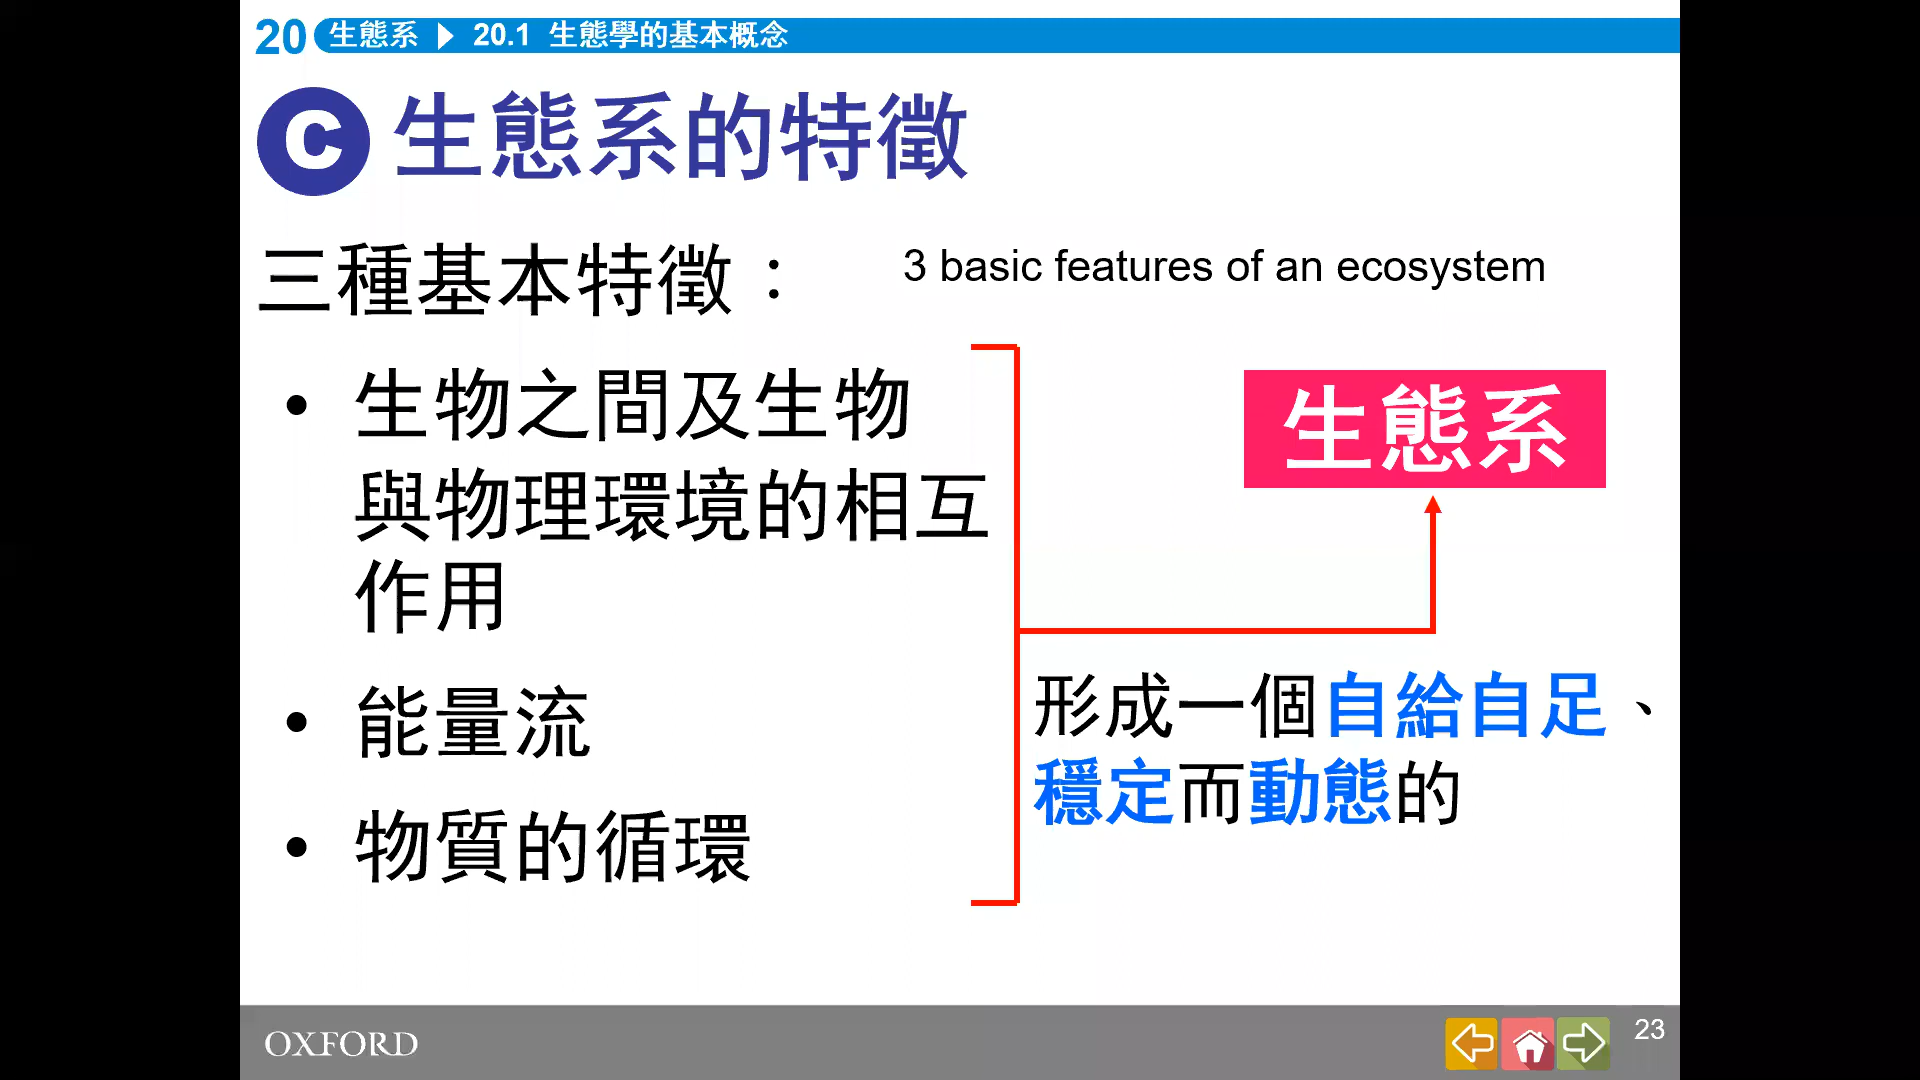 20 生態系 ▶ 20.1 生態學的基本概念
C 生態系的特徵
三種基本特徵：
3 basic features of an ecosystem
• 生物之間及生物
與物理環境的相互
作用
• 能量流
• 物質的循環
生態系
形成一個自給自足、
穩定而動態的
OXFORD
23